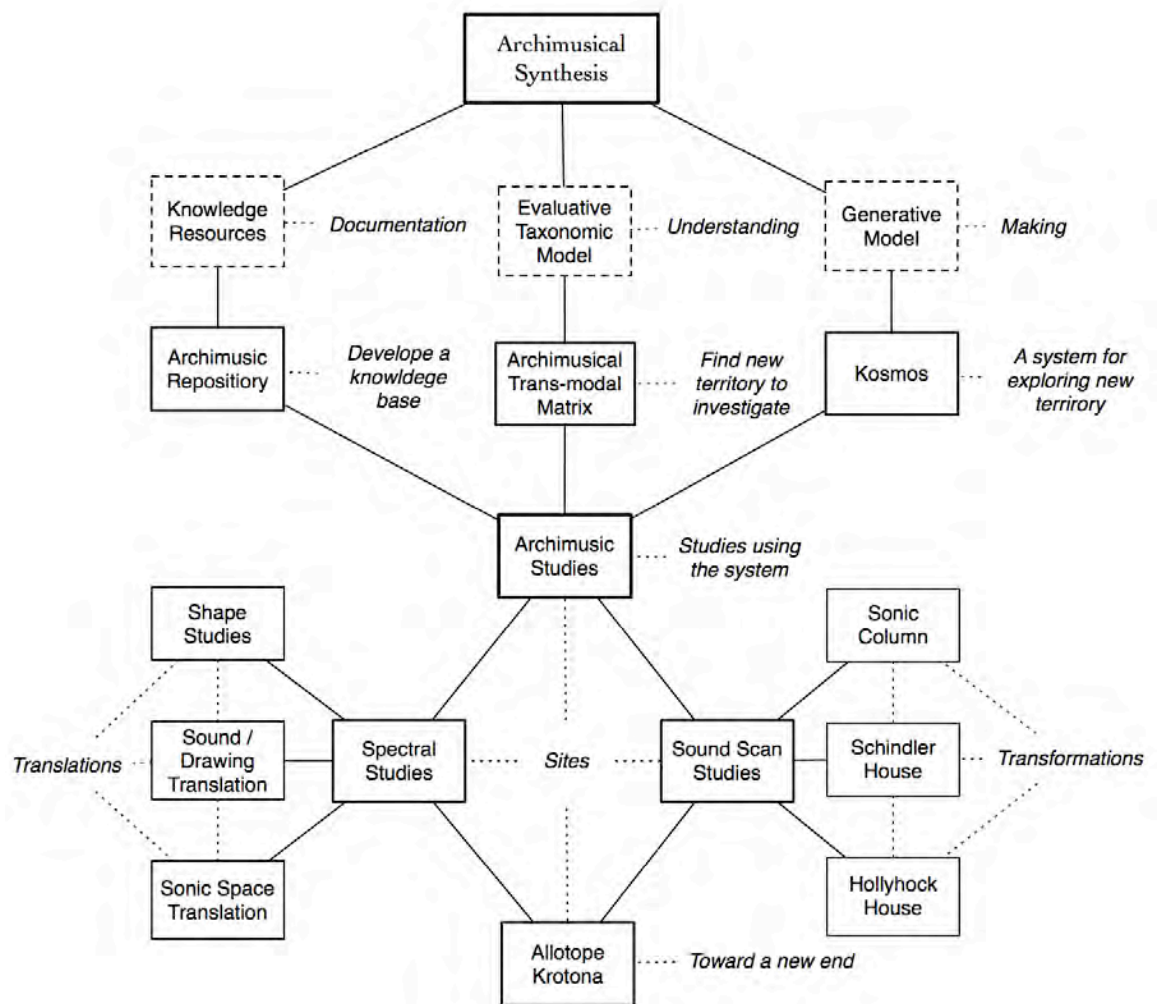 Archimusical
Synthesis
Knowledge
Resources
Documentation
Evaluative
Taxonomic
Model
Understanding
Generative
Model
Making
Archimusic
Repositiory
Develope a
knowldege
base
Archimusical
Trans-modal
Matrix
Find new
territory to
investigate
Kosmos
A system for
exploring new
terrirory
Archimusic
Studies
Studies using
the system
Shape
Studies
Sonic
Column
Translations
Sound /
Drawing
Translation
Spectral
Studies
Sites
Sound Scan
Studies
Schindler
House
Transformations
Sonic Space
Translation
Hollyhock
House
Allotope
Krotona
Toward a new end